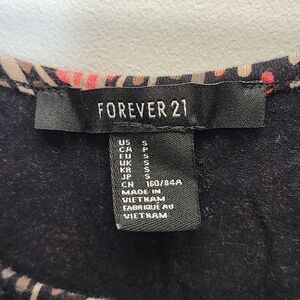 FOREVER 21
US S
CA P
EU S
UK S
KR S
JP S
CN 160/84A
MADE IN
VIETNAM
FABRIQUÉ AU
VIETNAM